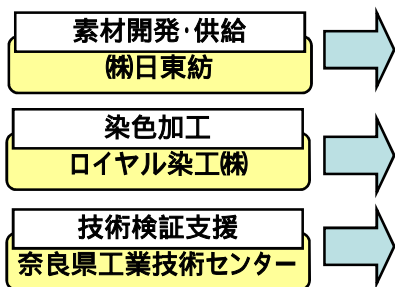 素材開発･供給
㈱日東紡
染色加工
ロイヤル染工㈱
技術検証支援
奈良県工業技術センター